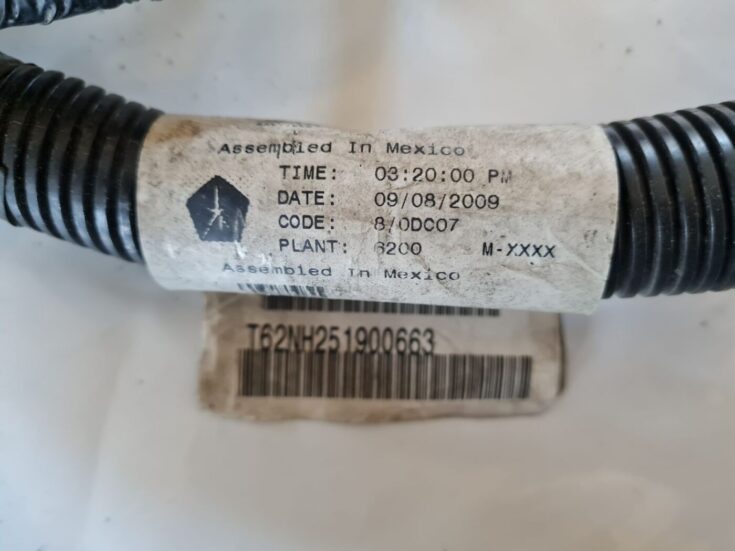 Assembled In Mexico
TIME: 03:20:00 PM
DATE: 09/08/2009
CODE: 8/0DC07
PLANT: 6200 M-YXXX
Assembled In Mexico
T62NH251900663